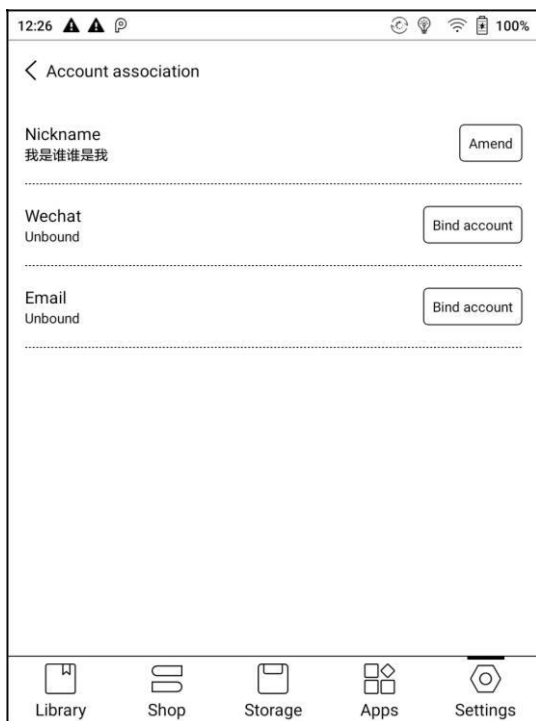 12:26 100%
Account association
Nickname
我是谁谁是我
Amend
Wechat
Unbound
Bind account
Email
Unbound
Bind account
Library Shop Storage Apps Settings